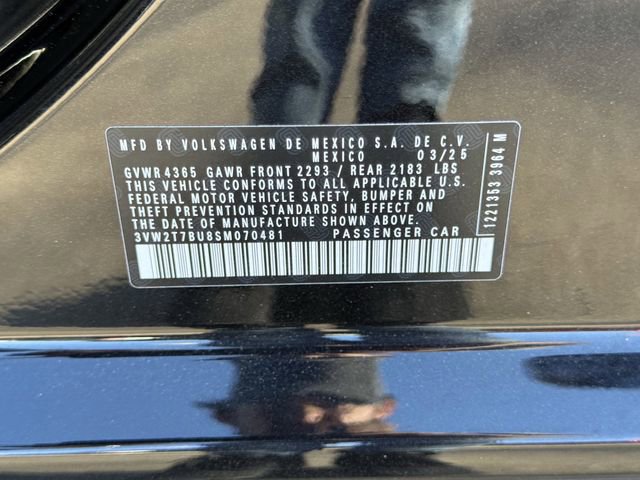 MFD BY VOLKSWAGEN DE MEXICO S.A. DE C.V.
MEXICO 03/25
GVWR 4365 GAWR FRONT 2293 / REAR 2183 LBS
THIS VEHICLE CONFORMS TO ALL APPLICABLE U.S.
FEDERAL MOTOR VEHICLE SAFETY, BUMPER AND
THEFT PREVENTION STANDARDS IN EFFECT ON
THE DATE OF MANUFACTURE SHOWN ABOVE.
3VW2T7BU8SM070481 PASSENGER CAR
1221353 3964 M